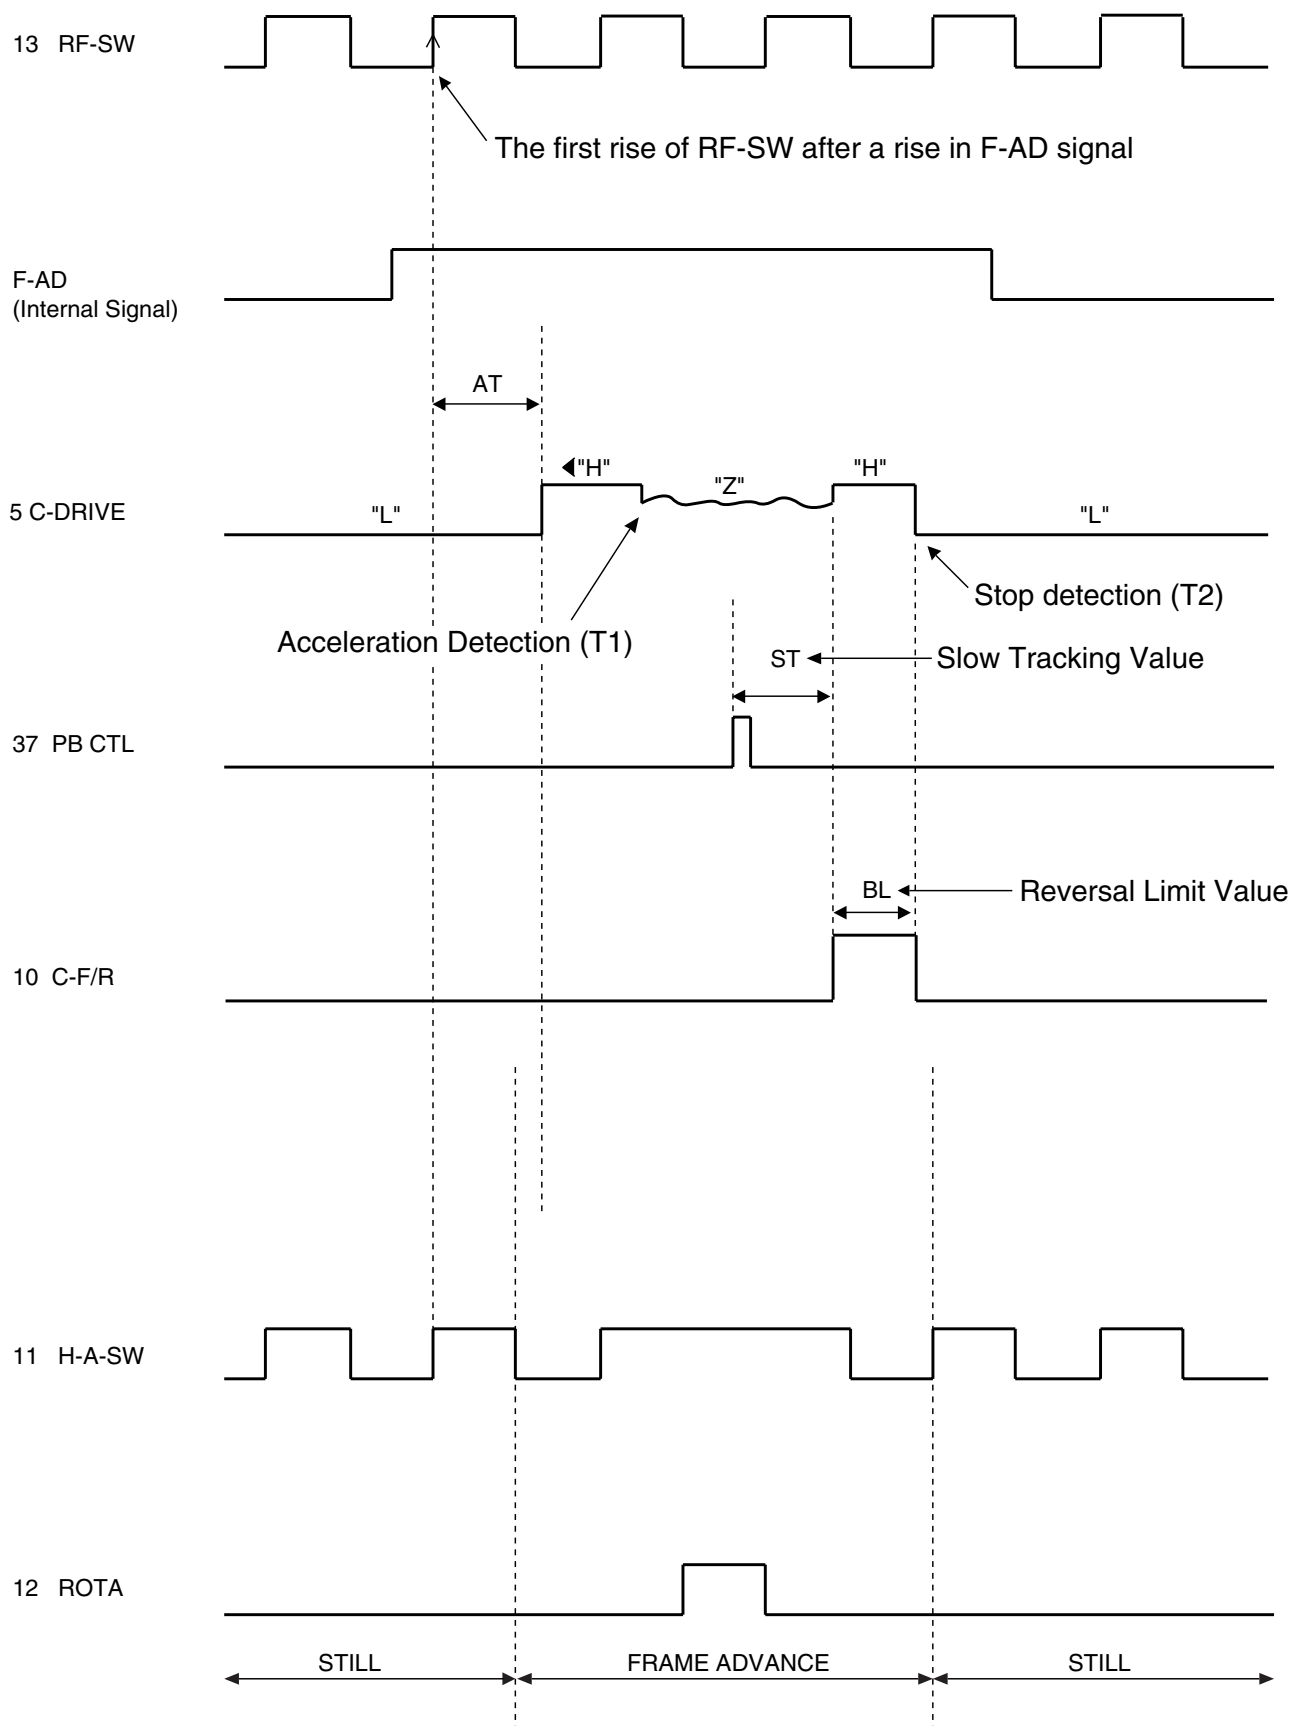 13 RF-SW
The first rise of RF-SW after a rise in F-AD signal
F-AD
(Internal Signal)
AT
"H"
"Z"
"H"
5 C-DRIVE
"L"
"L"
Stop detection (T2)
Acceleration Detection (T1)
ST
Slow Tracking Value
37 PB CTL
BL
Reversal Limit Value
10 C-F/R
11 H-A-SW
12 ROTA
STILL
FRAME ADVANCE
STILL